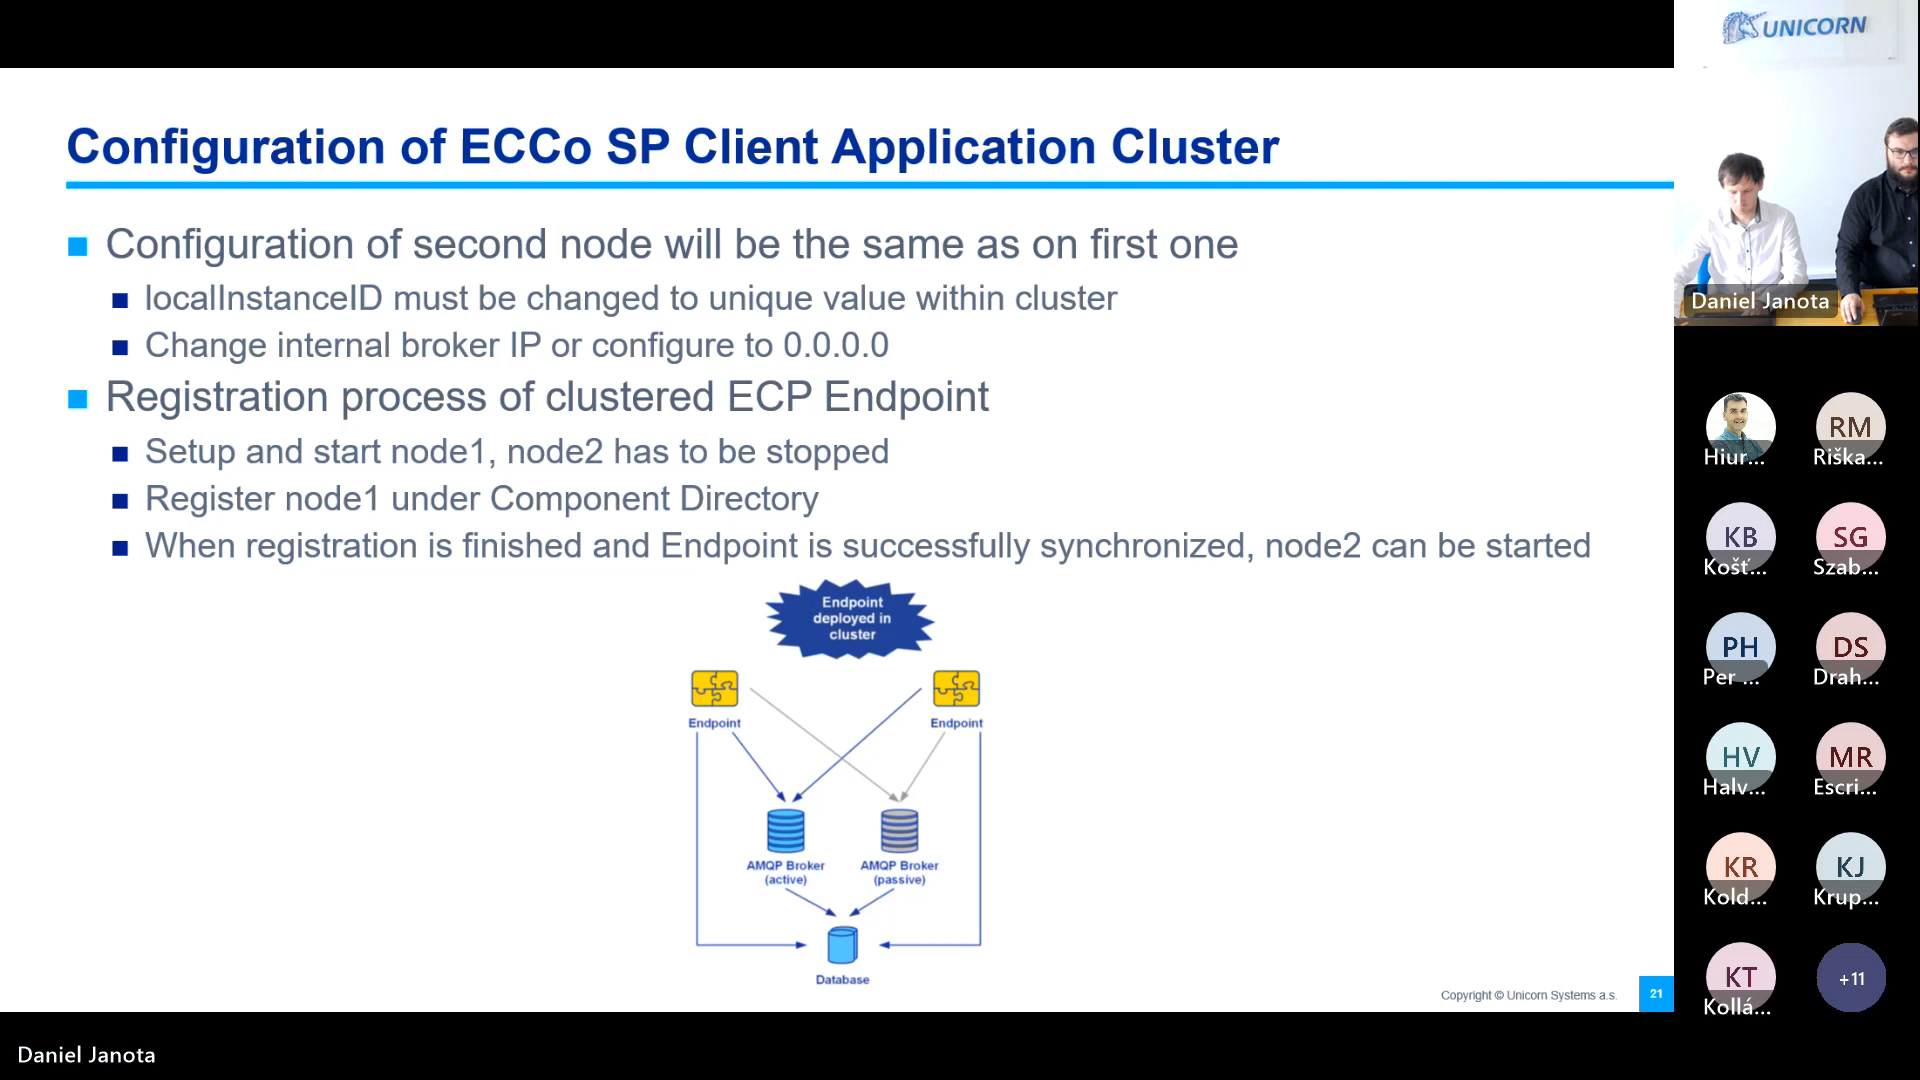 UNICORN
Configuration of ECCo SP Client Application Cluster
Configuration of second node will be the same as on first one
localInstanceID must be changed to unique value within cluster
Change internal broker IP or configure to 0.0.0.0
Registration process of clustered ECP Endpoint
Setup and start node1, node2 has to be stopped
Register node1 under Component Directory
When registration is finished and Endpoint is successfully synchronized, node2 can be started
Endpoint
deployed in
cluster
Endpoint
Endpoint
AMQP Broker
(active)
AMQP Broker
(passive)
Database
Copyright © Unicorn Systems a.s.
21
Daniel Janota
Hiur...
RM
Riška...
KB
Košť...
SG
Szab...
PH
Per ...
DS
Drah...
HV
Halv...
MR
Escri...
KR
Kold...
KJ
Krup...
KT
Kollá...
+11
Daniel Janota